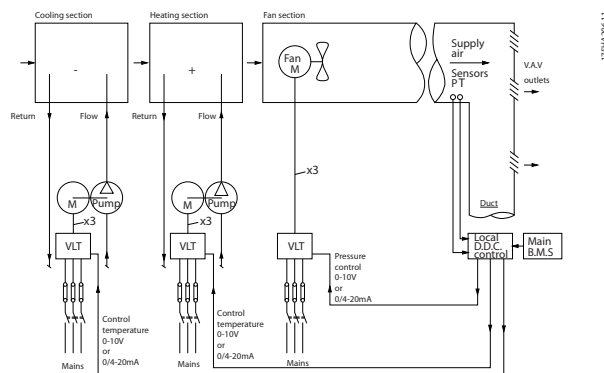 Cooling section
Heating section
Fan section
-
+
Fan
M
Supply
air
Sensors
P T
V.A.V
outlets
Return
Flow
Return
Flow
x3
M
Pump
M
Pump
x3
x3
Duct
VLT
VLT
VLT
Local
D.D.C.
control
Main
B.M.S
Pressure
control
0-10V
or
0/4-20mA
Control
temperature
0-10V
or
0/4-20mA
Control
temperature
0-10V
or
0/4-20mA
Mains
Mains
Mains